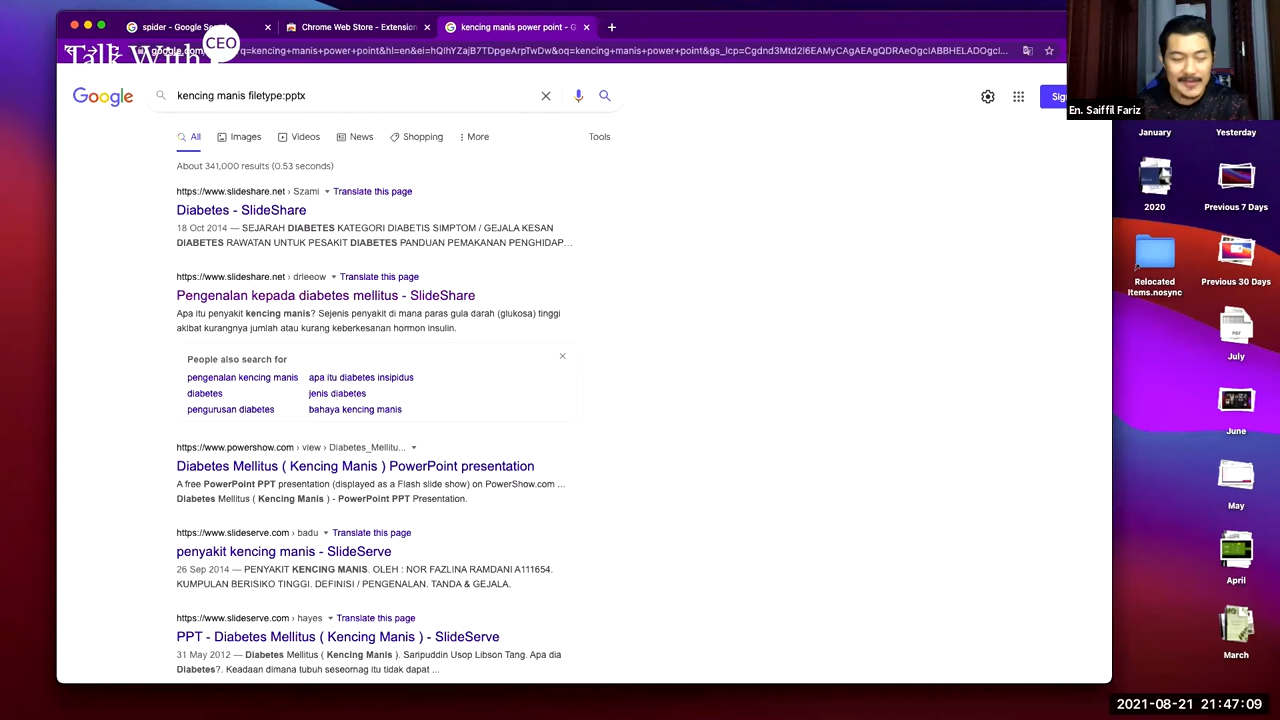 spider - Google Se
Chrome Web Store - Extension
kencing manis power point - G
Talk With
CEO
google.com
q=kencing+manis+power+point&hl=en&ei=hQIhYZajB7TDpgeArpTwDw&oq=kencing+manis+power+point&gs_lcp=Cgdnd3Mtd2l6EAMyCAgAEAgQDRAeOgcIABBHELADOgcI...
Google
kencing manis filetype:pptx
Sig
En. Saiffil Fariz
All
Images
Videos
News
Shopping
More
Tools
About 341,000 results (0.53 seconds)
https://www.slideshare.net › Szami
Translate this page
Diabetes - SlideShare
18 Oct 2014 — SEJARAH DIABETES KATEGORI DIABETIS SIMPTOM / GEJALA KESAN
DIABETES RAWATAN UNTUK PESAKIT DIABETES PANDUAN PEMAKANAN PENGHIDAP...
https://www.slideshare.net › drleeow
Translate this page
Pengenalan kepada diabetes mellitus - SlideShare
Apa itu penyakit kencing manis? Sejenis penyakit di mana paras gula darah (glukosa) tinggi
akibat kurangnya jumlah atau kurang keberkesanan hormon insulin.
People also search for
pengenalan kencing manis
apa itu diabetes insipidus
diabetes
jenis diabetes
pengurusan diabetes
bahaya kencing manis
https://www.powershow.com › view › Diabetes_Mellitu...
Diabetes Mellitus ( Kencing Manis ) PowerPoint presentation
A free PowerPoint PPT presentation (displayed as a Flash slide show) on PowerShow.com ...
Diabetes Mellitus ( Kencing Manis ) - PowerPoint PPT Presentation.
https://www.slideserve.com › badu
Translate this page
penyakit kencing manis - SlideServe
26 Sep 2014 — PENYAKIT KENCING MANIS. OLEH : NOR FAZLINA RAMDANI A111654.
KUMPULAN BERISIKO TINGGI. DEFINISI / PENGENALAN. TANDA & GEJALA.
https://www.slideserve.com › hayes
Translate this page
PPT - Diabetes Mellitus ( Kencing Manis ) - SlideServe
31 May 2012 — Diabetes Mellitus ( Kencing Manis ). Saripuddin Usop Libson Tang. Apa dia
Diabetes?. Keadaan dimana tubuh seseornag itu tidak dapat ...
January
Yesterday
2020
Previous 7 Days
Relocated
Items.nosync
Previous 30 Days
PDF
July
June
May
April
March
2021-08-21 21:47:09